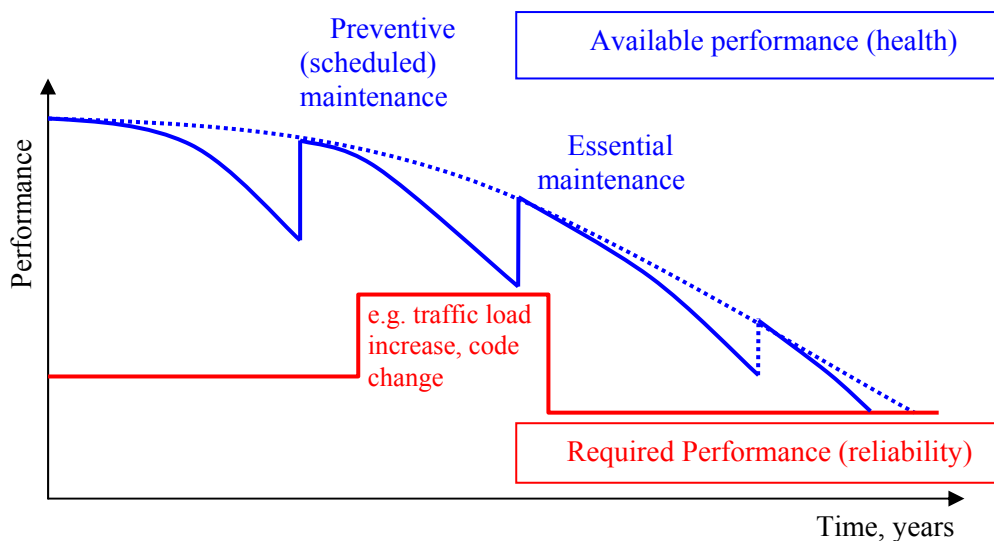 Preventive
(scheduled)
maintenance
Available performance (health)
Essential
maintenance
Performance
e.g. traffic load
increase, code
change
Required Performance (reliability)
Time, years